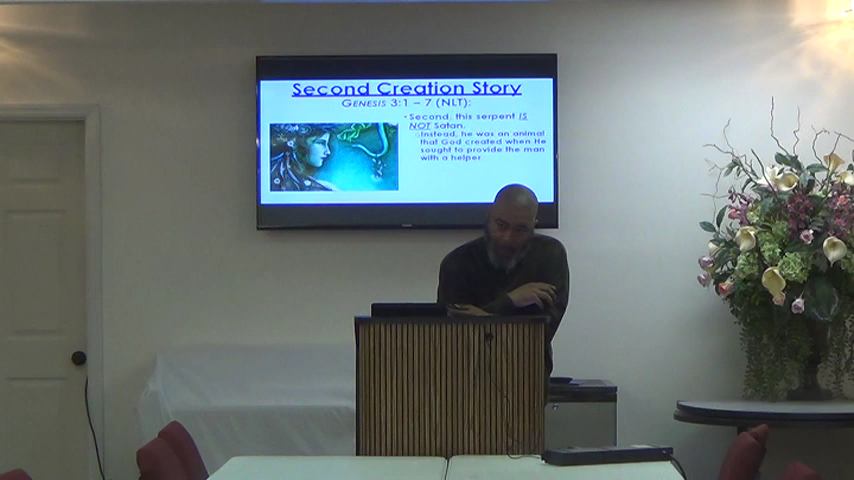 Second Creation Story
GENESIS 3:1 – 7 (NLT):
• Second, this serpent IS
NOT Satan.
Instead, he was an animal
that God created when He
sought to provide the man
with a helper